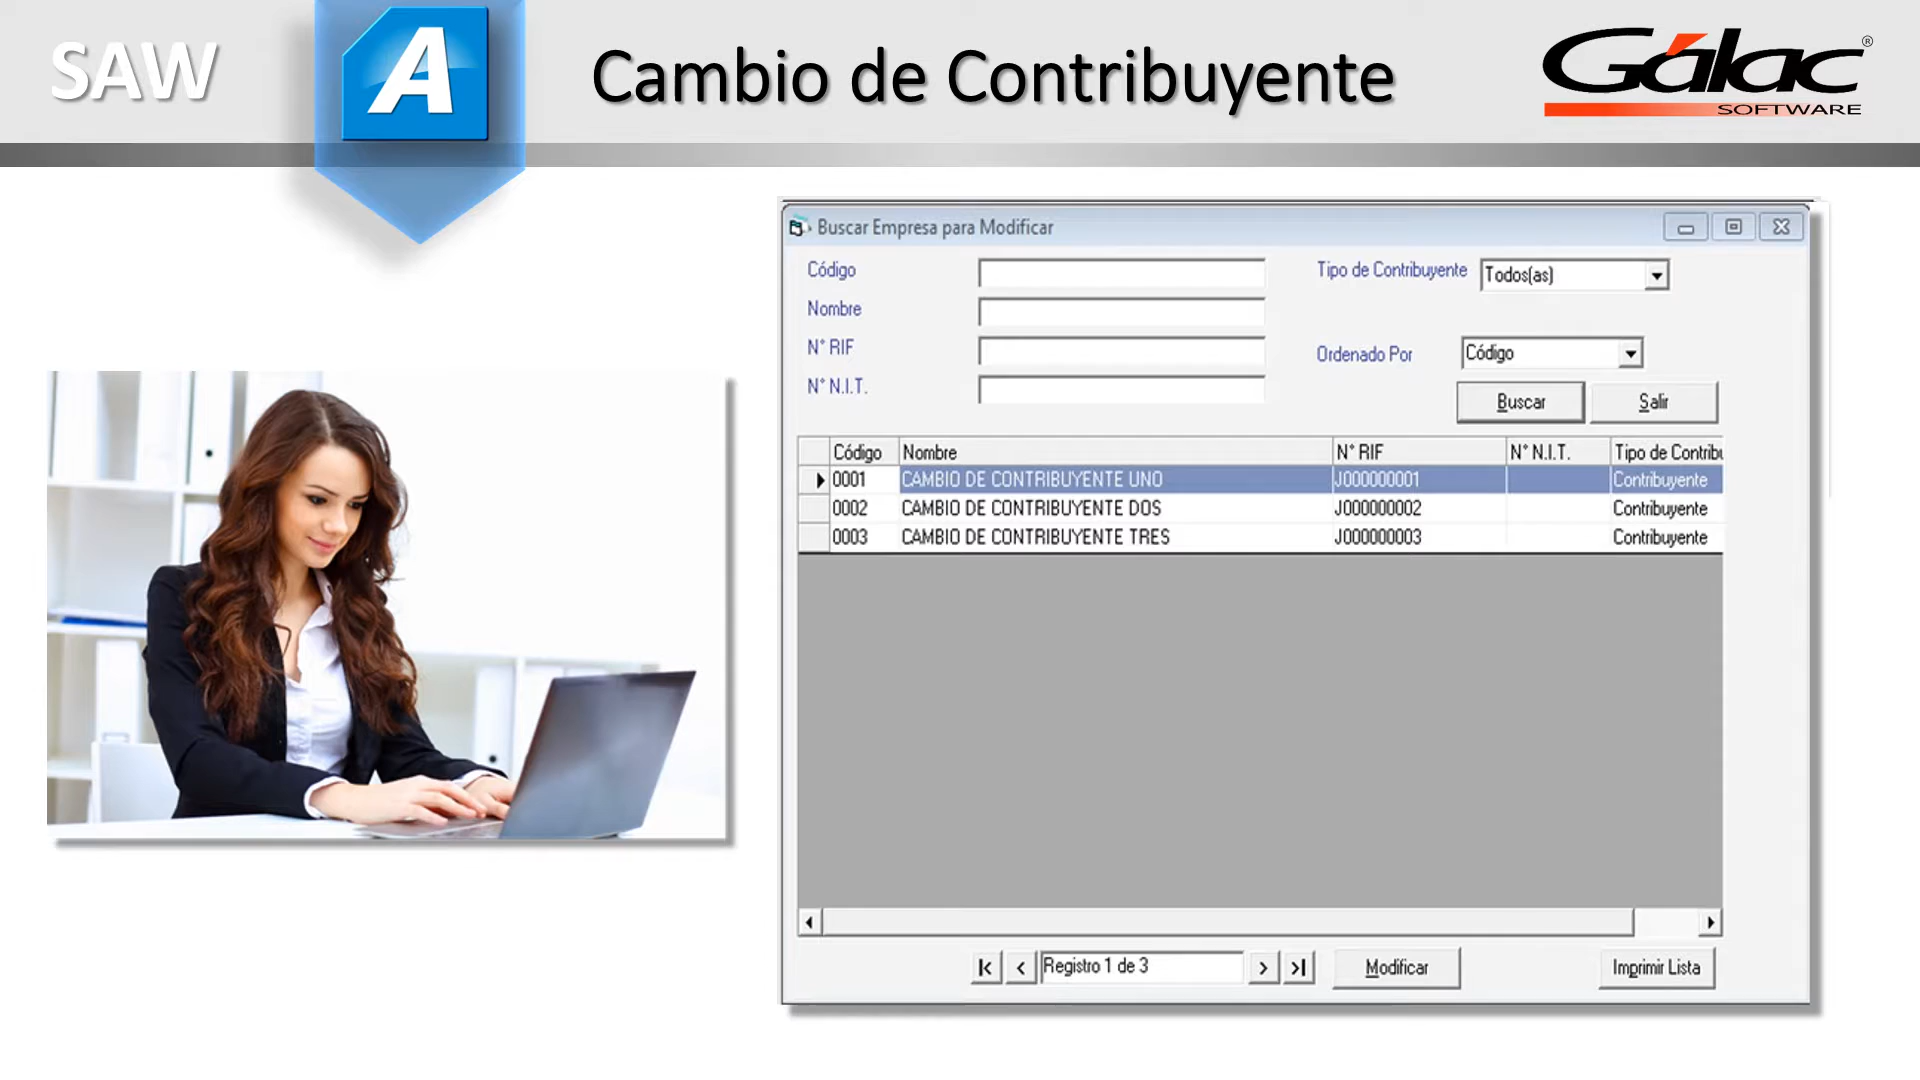 SAW
A
Cambio de Contribuyente
Gálac®
SOFTWARE
Buscar Empresa para Modificar
Código
Tipo de Contribuyente Todos(as)
Nombre
N° RIF
Ordenado Por Código
N° N.I.T.
Buscar Salir
Código Nombre N° RIF N° N.I.T. Tipo de Contribu
0001 CAMBIO DE CONTRIBUYENTE UNO J000000001 Contribuyente
0002 CAMBIO DE CONTRIBUYENTE DOS J000000002 Contribuyente
0003 CAMBIO DE CONTRIBUYENTE TRES J000000003 Contribuyente
Registro 1 de 3 Modificar Imprimir Lista